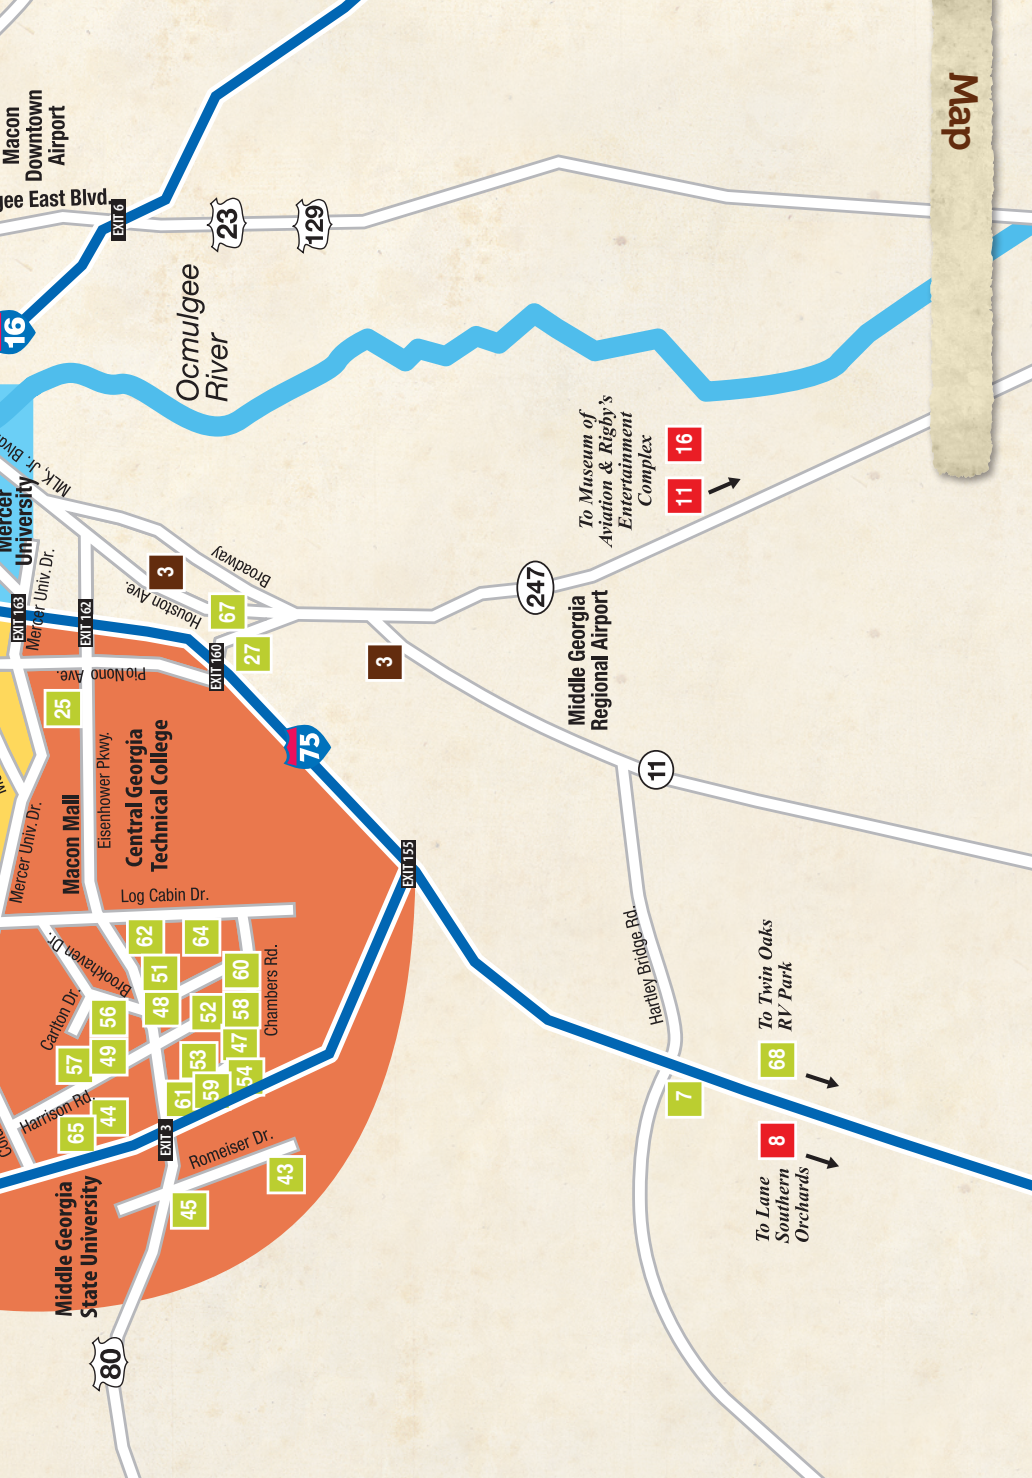 Map
Macon
Downtown
Airport
gee East Blvd.
EXIT 6
23
129
16
Ocmulgee
River
MLK, Jr. Blvd.
Mercer
University
Mercer Univ. Dr.
EXIT 163
EXIT 162
3
Houston Ave.
Broadway
67
27
EXIT 160
Pio Nono Ave.
25
3
To Museum of
Aviation & Rigby's
Entertainment
Complex
16
11
247
Middle Georgia
Regional Airport
11
75
Mercer Univ. Dr.
Macon Mall
Eisenhower Pkwy.
Central Georgia
Technical College
EXIT 155
Log Cabin Dr.
Brookhaven Dr.
Carlton Dr.
62
64
51
60
48
52
58
56
49
57
53
47
61
59
54
Chambers Rd.
Harrison Rd.
44
65
EXIT 3
Romeiser Dr.
43
45
Middle Georgia
State University
80
Hartley Bridge Rd.
7
To Twin Oaks
RV Park
68
8
To Lane
Southern
Orchards